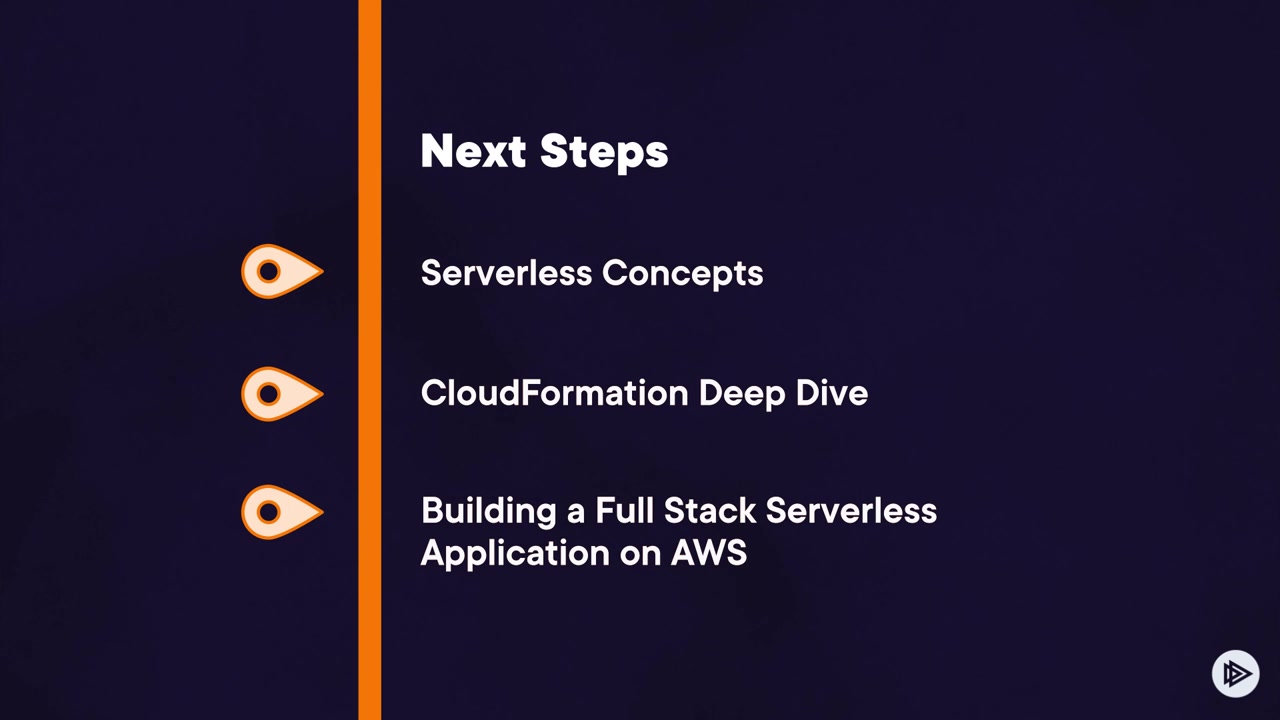 Next Steps
Serverless Concepts
CloudFormation Deep Dive
Building a Full Stack Serverless
Application on AWS